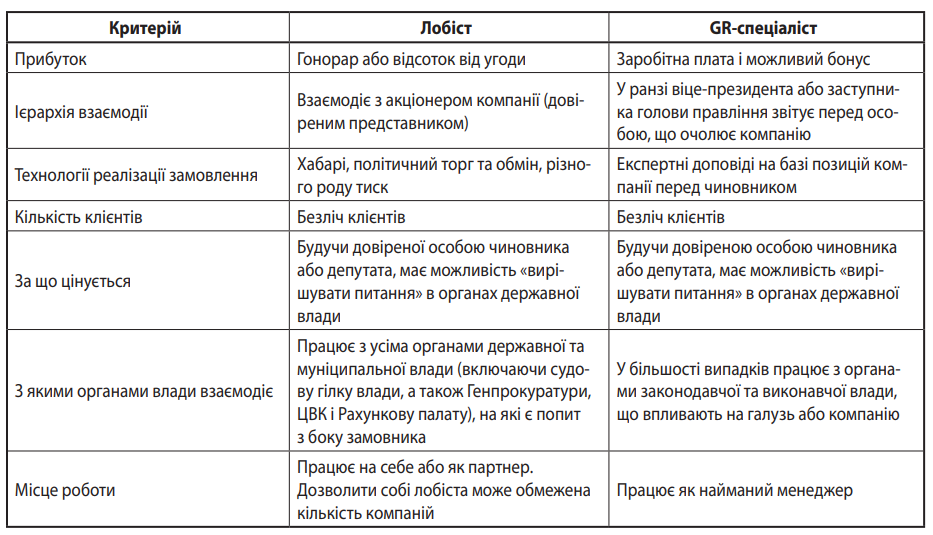 Критерій
Лобіст
GR-спеціаліст
Прибуток
Гонорар або відсоток від угоди
Заробітна плата і можливий бонус
Ієрархія взаємодії
Взаємодіє з акціонером компанії (дові-
реним представником)
У ранзі віце-президента або заступни-
ка голови правління звітує перед осо-
бою, що очолює компанію
Технології реалізації замовлення
Хабарі, політичний торг та обмін, різно-
го роду тиск
Експертні доповіді на базі позицій ком-
панії перед чиновником
Кількість клієнтів
Безліч клієнтів
Безліч клієнтів
За що цінується
Будучи довіреної особою чиновника
або депутата, має можливість «вирі-
шувати питання» в органах державної
влади
Будучи довіреною особою чиновника
або депутата, має можливість «вирі-
шувати питання» в органах державної
влади
З якими органами влади взаємодіє
Працює з усіма органами державної та
муніципальної влади (включаючи судо-
ву гілку влади, а також Генпрокуратури,
ЦВК і Рахункову палату), на які є попит
з боку замовника
У більшості випадків працює з органа-
ми законодавчої та виконавчої влади,
що впливають на галузь або компанію
Місце роботи
Працює на себе або як партнер.
Дозволити собі лобіста може обмежена
кількість компаній
Працює як найманий менеджер